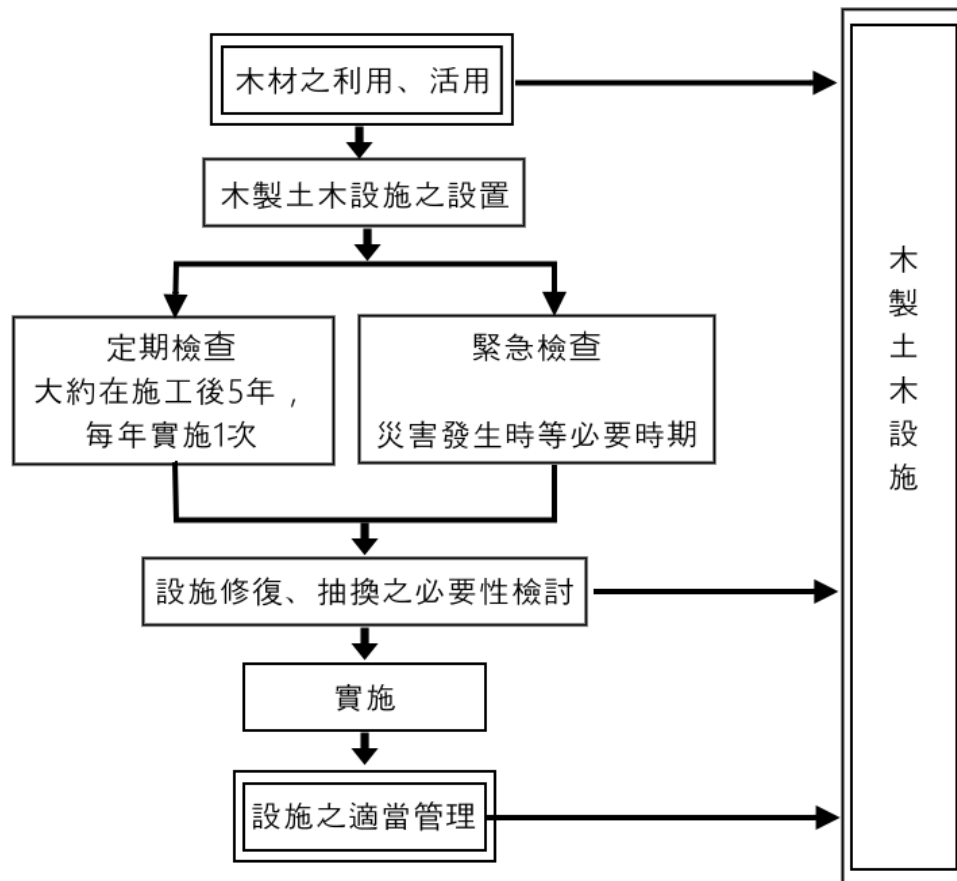 木材之利用、活用
木製土木設施之設置
定期檢查
大約在施工後5年，
每年實施1次
緊急檢查
災害發生時等必要時期
設施修復、抽換之必要性檢討
實施
設施之適當管理
木製土木設施